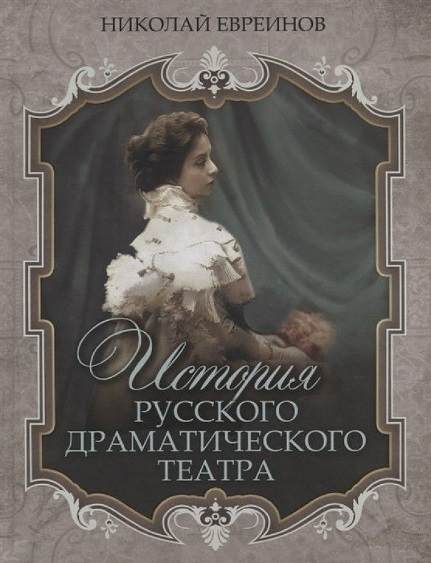 НИКОЛАЙ ЕВРЕИНОВ
История
РУССКОГО
ДРАМАТИЧЕСКОГО
ТЕАТРА